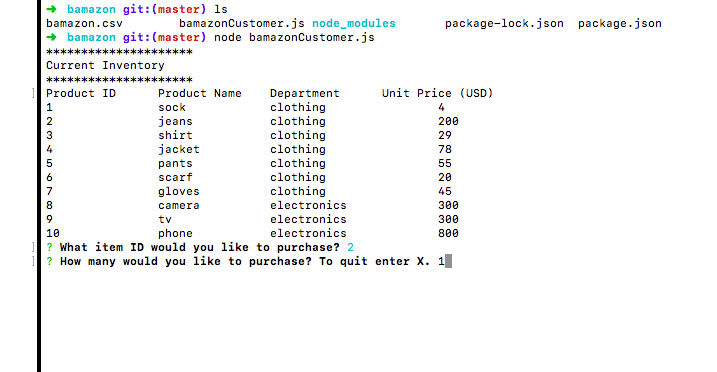 ➜  bamazon git:(master) ls
bamazon.csv        bamazonCustomer.js node_modules       package-lock.json  package.json
➜  bamazon git:(master) node bamazonCustomer.js
*********************
Current Inventory
*********************
Product ID      Product Name    Department      Unit Price (USD)
1               sock            clothing                4
2               jeans           clothing                200
3               shirt           clothing                29
4               jacket          clothing                78
5               pants           clothing                55
6               scarf           clothing                20
7               gloves          clothing                45
8               camera          electronics             300
9               tv              electronics             300
10              phone           electronics             800
? What item ID would you like to purchase? 2
? How many would you like to purchase? To quit enter X. 1